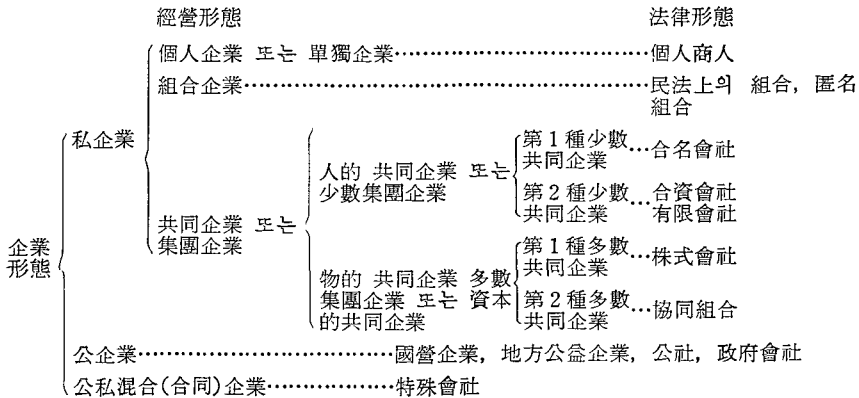 經營形態 法律形態
個人企業 또는 單獨企業……………………………個人商人
組合企業……………………………………………民法上의 組合, 匿名
組合
私企業
人的 共同企業 또는
少數集團企業
第1種少數
共同企業…合名會社
第2種少數
共同企業…合資會社
有限會社
共同企業 또는
集團企業
企業
形態
物的 共同企業 多數
集團企業 또는 資本
的共同企業
第1種多數
共同企業…株式會社
第2種多數
共同企業…協同組合
公企業……………………………國營企業, 地方公益企業, 公社, 政府會社
公私混合(合同)企業………………特殊會社